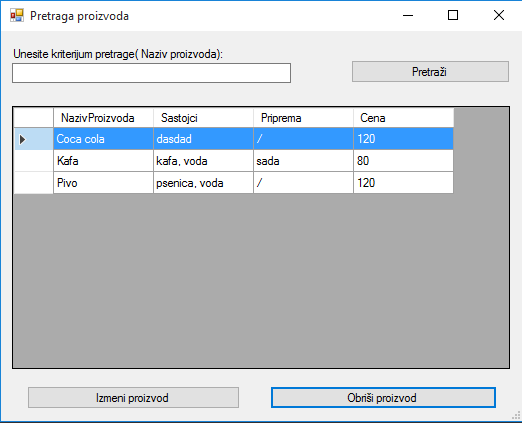 Pretraga proizvoda
Unesite kriterijum pretrage( Naziv proizvoda):
Pretraži
NazivProizvoda Sastojci Priprema Cena
Coca cola dasdad / 120
Kafa kafa, voda sada 80
Pivo psenica, voda / 120
Izmeni proizvod Obriši proizvod